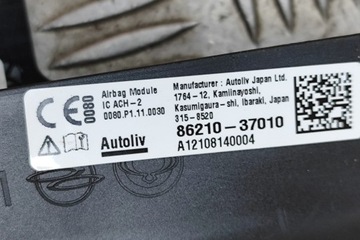 CE
0080
Airbag Module
IC ACH-2
0080.P1.11.0030
Autoliv
Manufacturer : Autoliv Japan Ltd.
1764-12, Kamiinayoshi,
Kasumigaura-shi, Ibaraki, Japan
315-8520
86210-37010
A12108140004